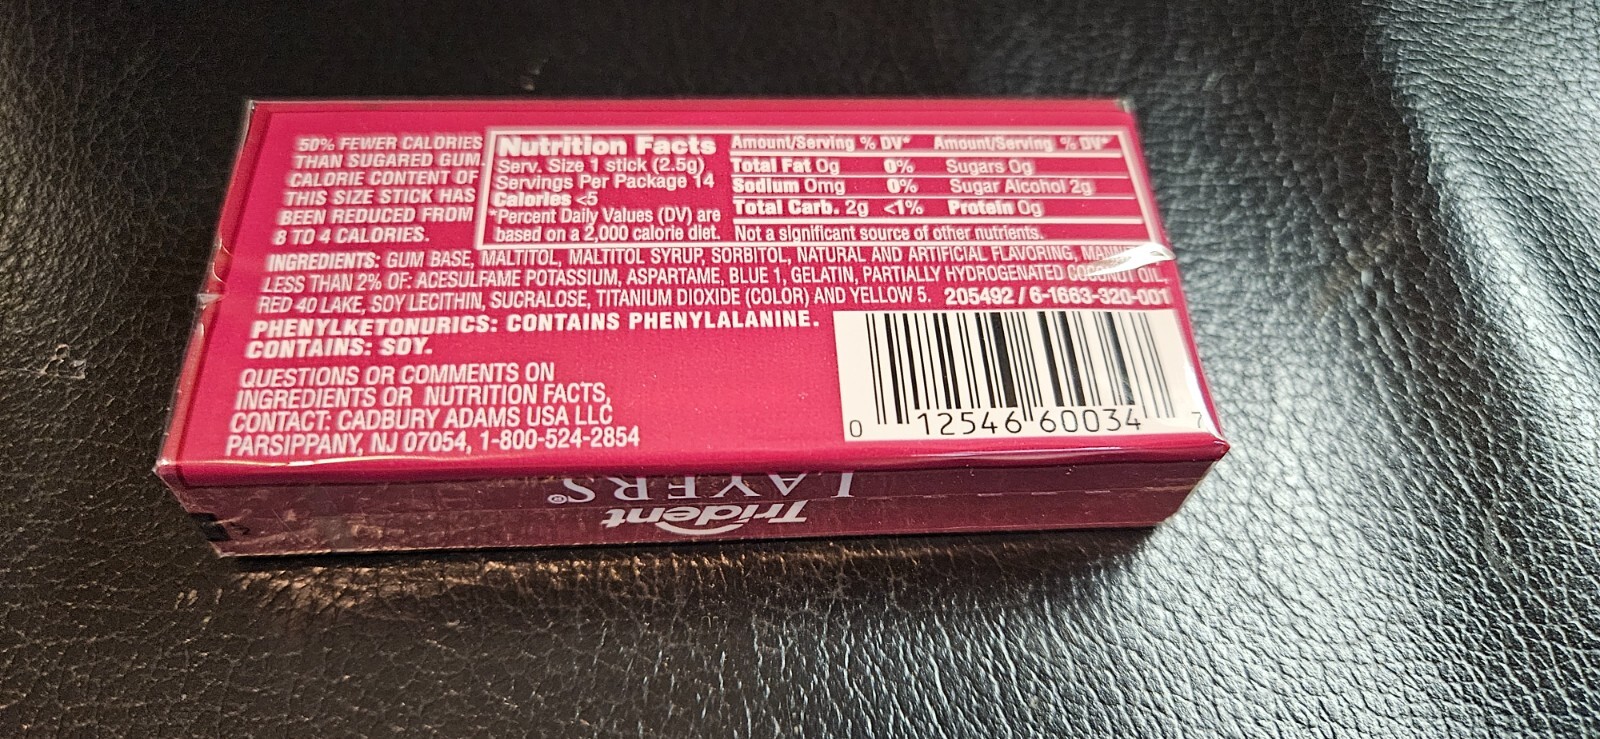 50% FEWER CALORIES
THAN SUGARED GUM.
CALORIE CONTENT OF
THIS SIZE STICK HAS
BEEN REDUCED FROM
8 TO 4 CALORIES.
Nutrition Facts
Serv. Size 1 stick (2.5g)
Servings Per Package 14
Calories <5
*Percent Daily Values (DV) are
based on a 2,000 calorie diet.
Amount/Serving % DV* Amount/Serving % DV*
Total Fat 0g 0% Sugars 0g
Sodium 0mg 0% Sugar Alcohol 2g
Total Carb. 2g <1% Protein 0g
Not a significant source of other nutrients.
INGREDIENTS: GUM BASE, MALTITOL, MALTITOL SYRUP, SORBITOL, NATURAL AND ARTIFICIAL FLAVORING,
LESS THAN 2% OF: ACESULFAME POTASSIUM, ASPARTAME, BLUE 1, GELATIN, PARTIALLY HYDROGENATED COCONUT OIL,
RED 40 LAKE, SOY LECITHIN, SUCRALOSE, TITANIUM DIOXIDE (COLOR) AND YELLOW 5. 205492 / 6-1663-320-001
PHENYLKETONURICS: CONTAINS PHENYLALANINE.
CONTAINS: SOY.
QUESTIONS OR COMMENTS ON
INGREDIENTS OR NUTRITION FACTS,
CONTACT: CADBURY ADAMS USA LLC
PARSIPPANY, NJ 07054, 1-800-524-2854
0 12546 60034 7
Trident
LAYERS®